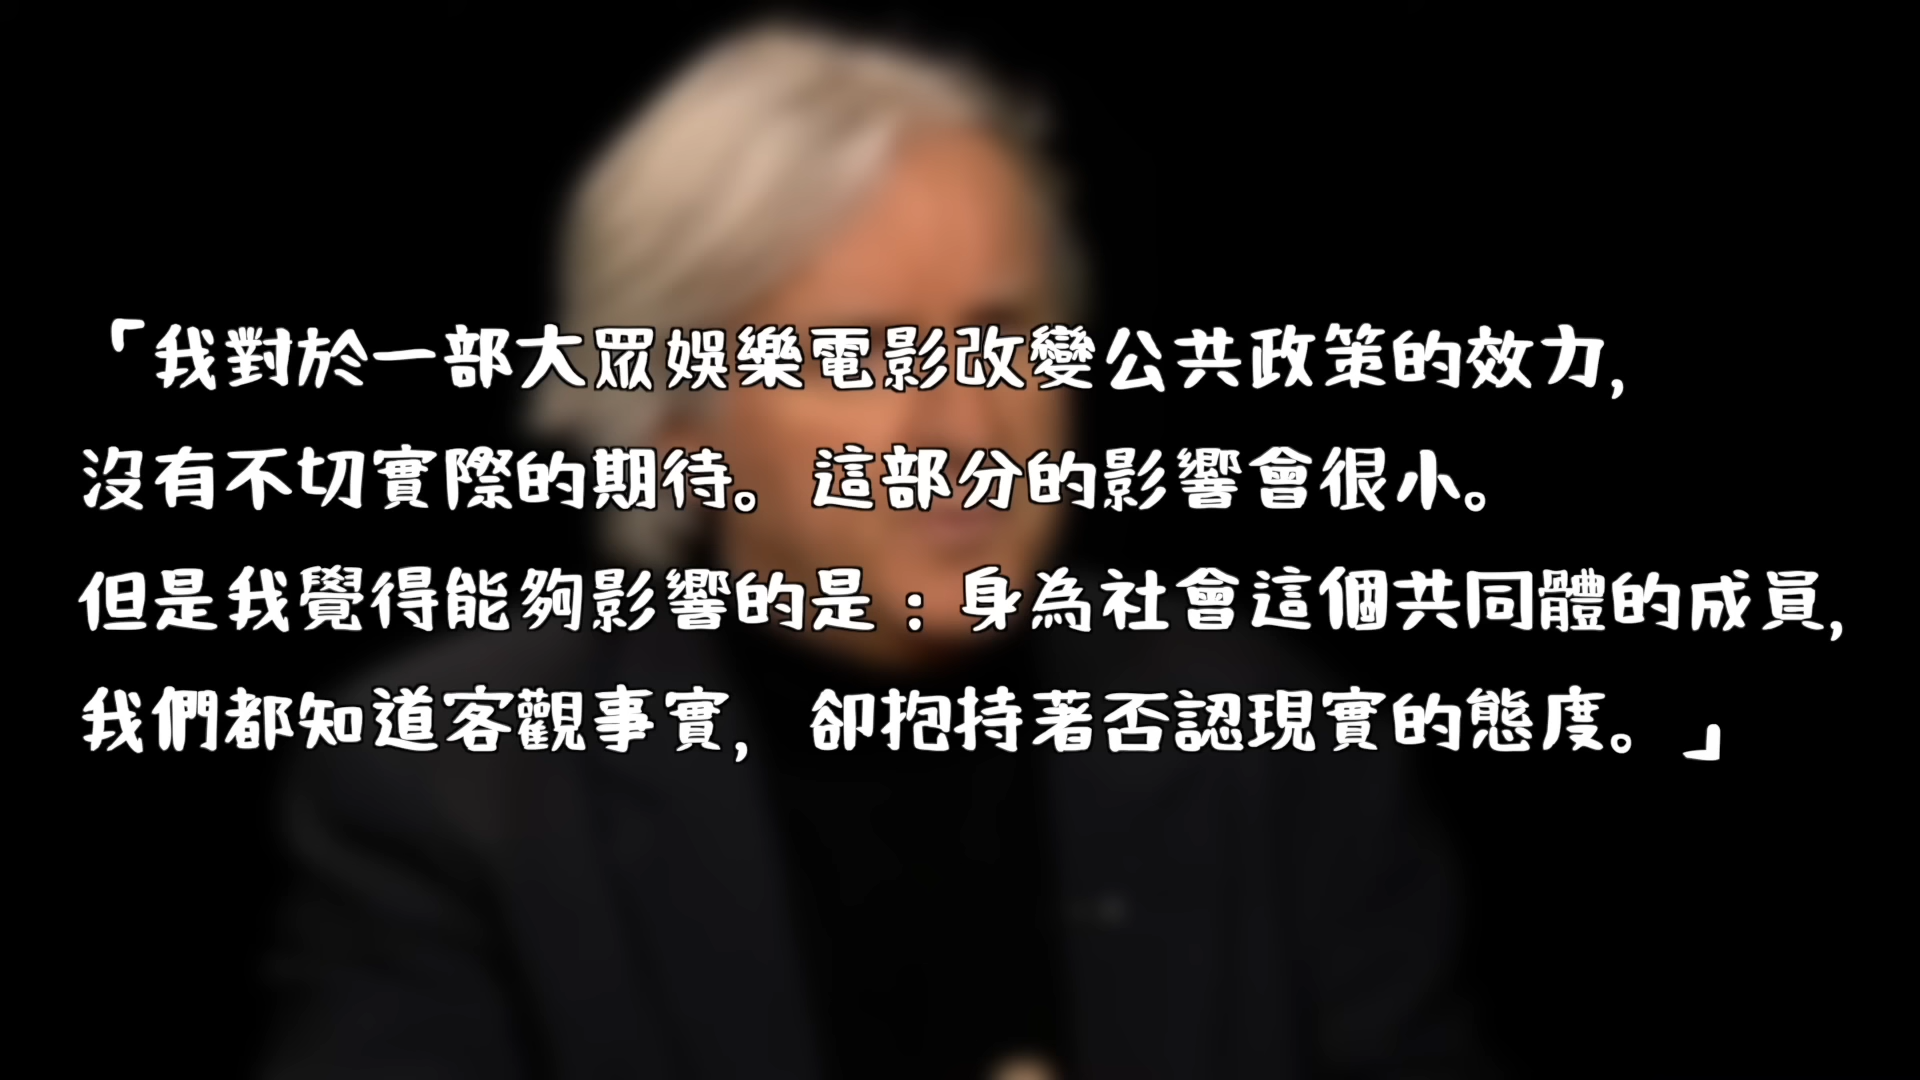 「我對於一部大眾娛樂電影改變公共政策的效力,
沒有不切實際的期待。這部分的影響會很小。
但是我覺得能夠影響的是：身為社會這個共同體的成員,
我們都知道客觀事實, 卻抱持著否認現實的態度。」